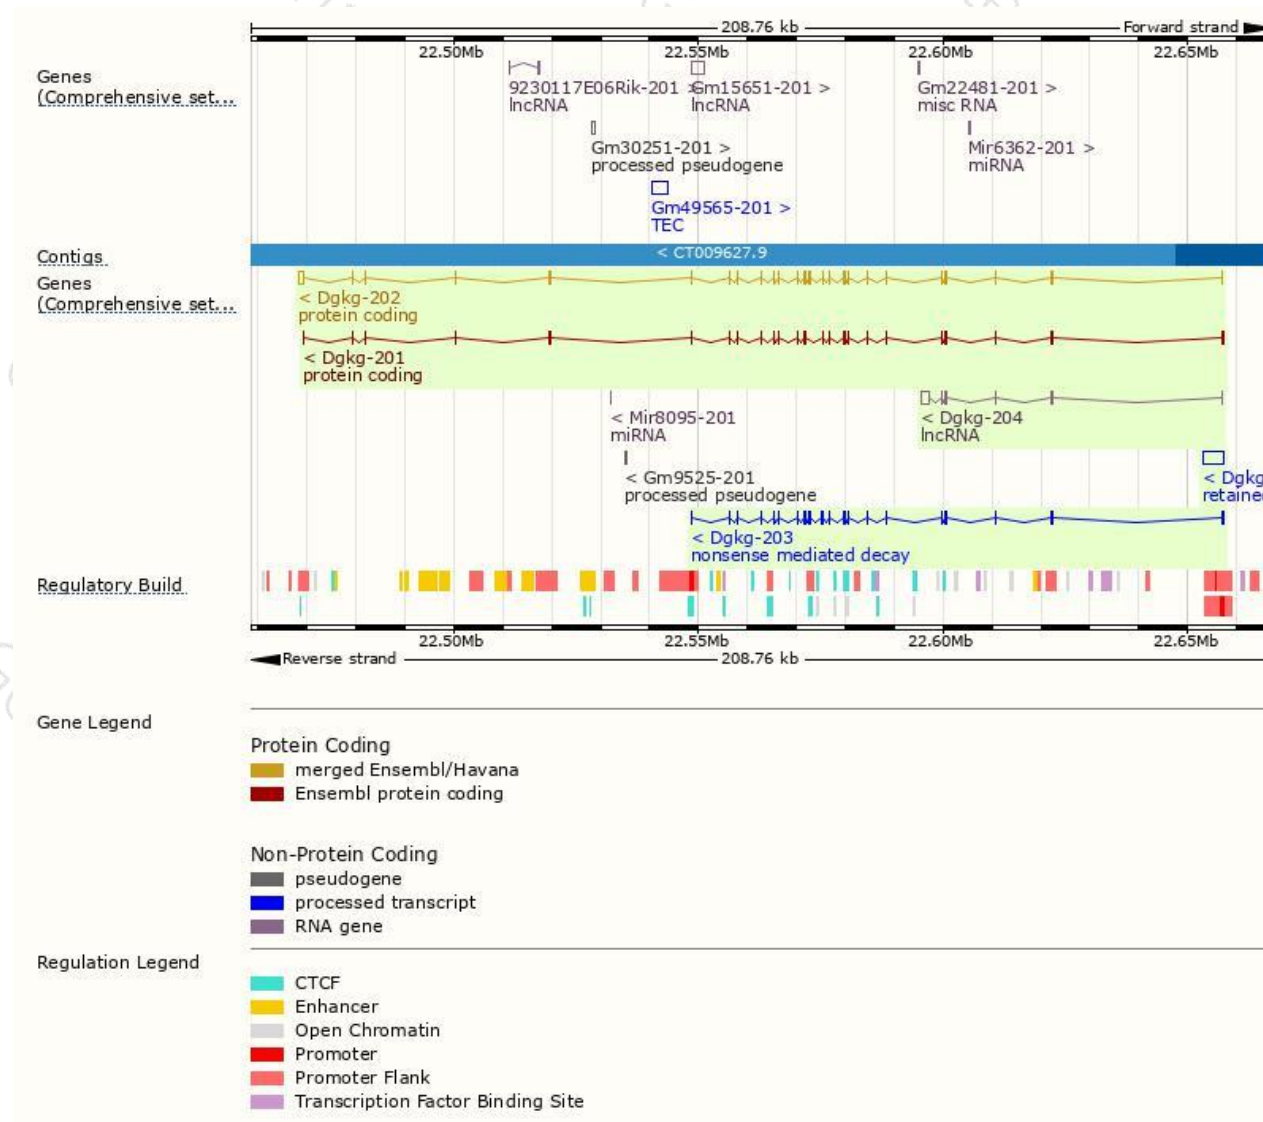 208.76 kb Forward strand
22.50Mb 22.55Mb 22.60Mb 22.65Mb
Genes
(Comprehensive set...
9230117E06Rik-201 > Gm15651-201 > Gm22481-201 >
lncRNA lncRNA misc RNA
Gm30251-201 > Mir6362-201 >
processed pseudogene miRNA
Gm49565-201 >
TEC
Contigs < CT009627.9
Genes
(Comprehensive set...
< Dgkg-202
protein coding
< Dgkg-201
protein coding
< Mir8095-201 < Dgkg-204
miRNA lncRNA
< Gm9525-201 < Dgkg
processed pseudogene retaine
< Dgkg-203
nonsense mediated decay
Regulatory Build
22.50Mb 22.55Mb 22.60Mb 22.65Mb
Reverse strand 208.76 kb
Gene Legend
Protein Coding
merged Ensembl/Havana
Ensembl protein coding
Non-Protein Coding
pseudogene
processed transcript
RNA gene
Regulation Legend
CTCF
Enhancer
Open Chromatin
Promoter
Promoter Flank
Transcription Factor Binding Site